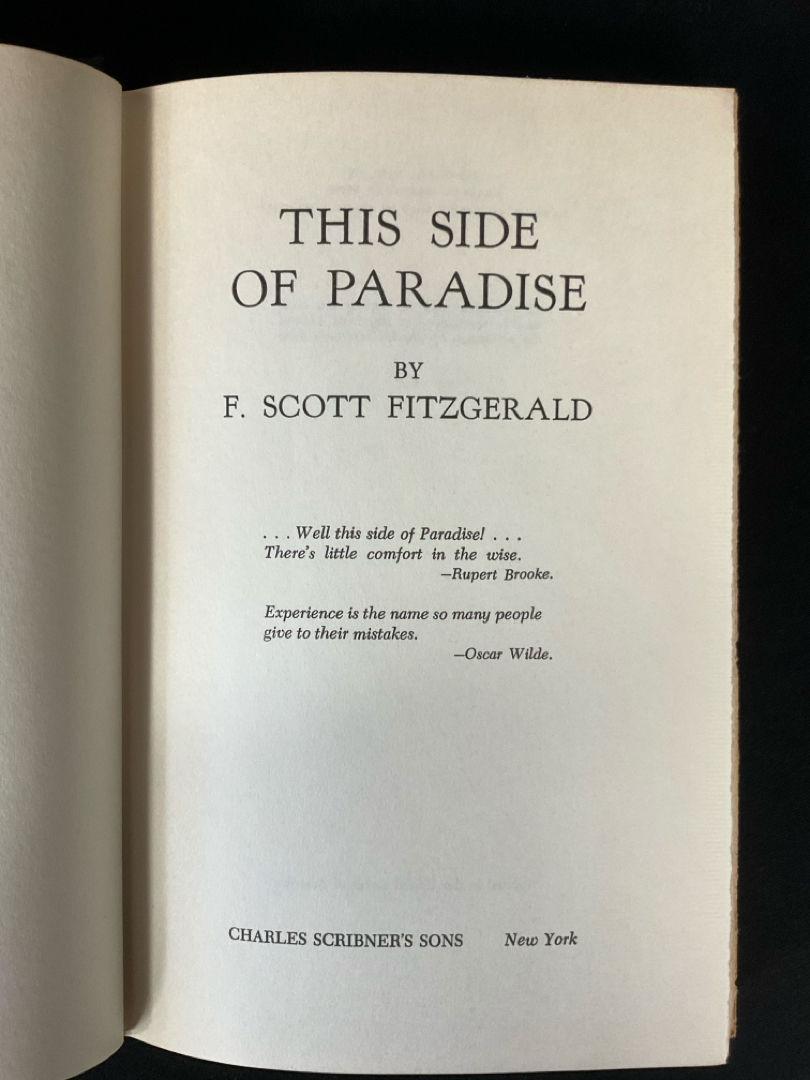 THIS SIDE
OF PARADISE
BY
F. SCOTT FITZGERALD
. . . Well this side of Paradise! . . .
There's little comfort in the wise.
—Rupert Brooke.
Experience is the name so many people
give to their mistakes.
—Oscar Wilde.
CHARLES SCRIBNER'S SONS New York